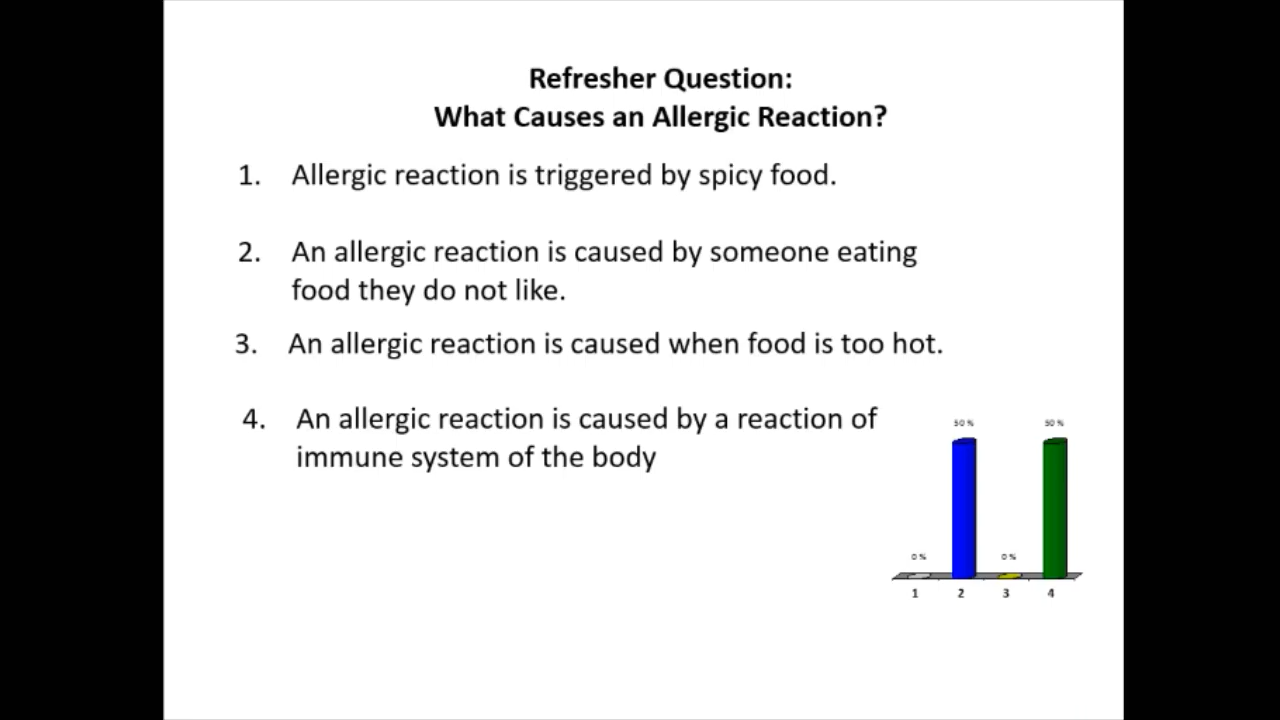 Refresher Question:
What Causes an Allergic Reaction?
1. Allergic reaction is triggered by spicy food.
2. An allergic reaction is caused by someone eating
food they do not like.
3. An allergic reaction is caused when food is too hot.
4. An allergic reaction is caused by a reaction of
immune system of the body
50 % 50 %
0 % 0 %
1 2 3 4